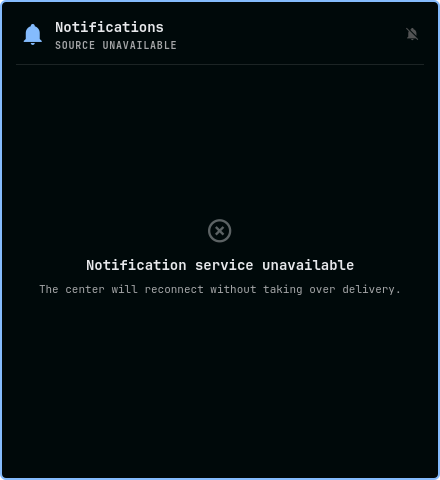 Notifications
SOURCE UNAVAILABLE
Notification service unavailable
The center will reconnect without taking over delivery.